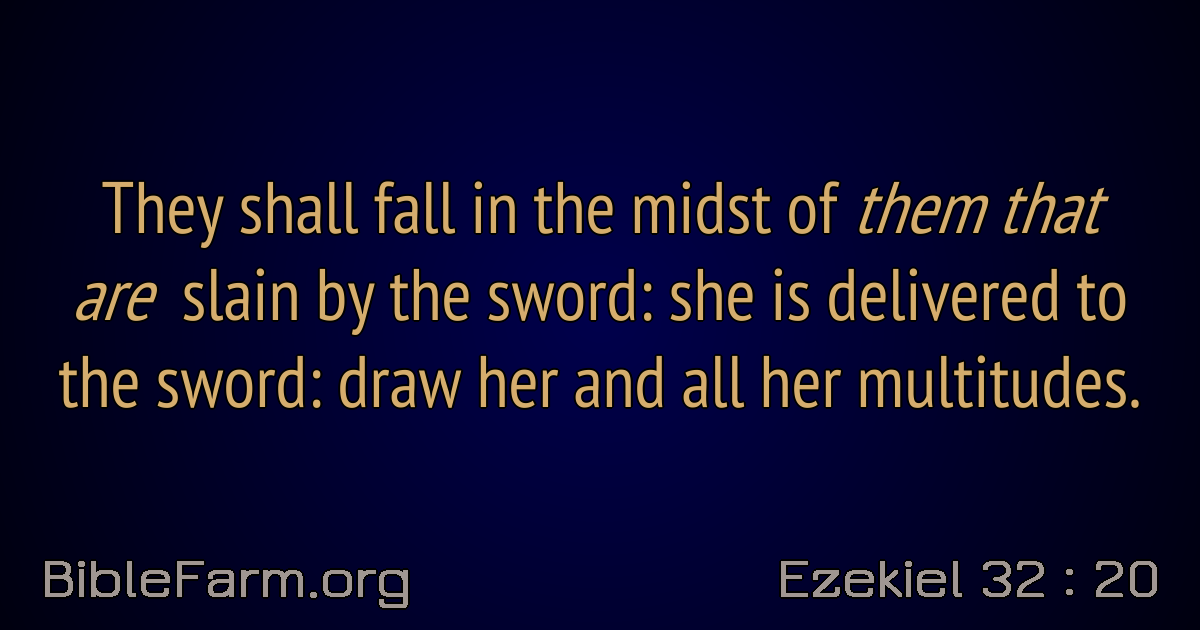 They shall fall in the midst of them that
are slain by the sword: she is delivered to
the sword: draw her and all her multitudes.
BibleFarm.org
Ezekiel 32 : 20